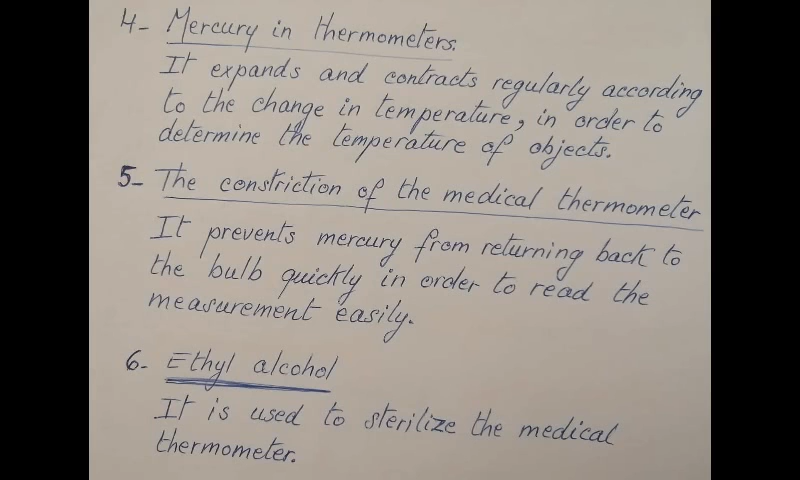 4- Mercury in thermometers.
It expands and contracts regularly according
to the change in temperature, in order to
determine the temperature of objects.
5- The constriction of the medical thermometer
It prevents mercury from returning back to
the bulb quickly in order to read the
measurement easily.
6- Ethyl alcohol
It is used to sterilize the medical
thermometer.